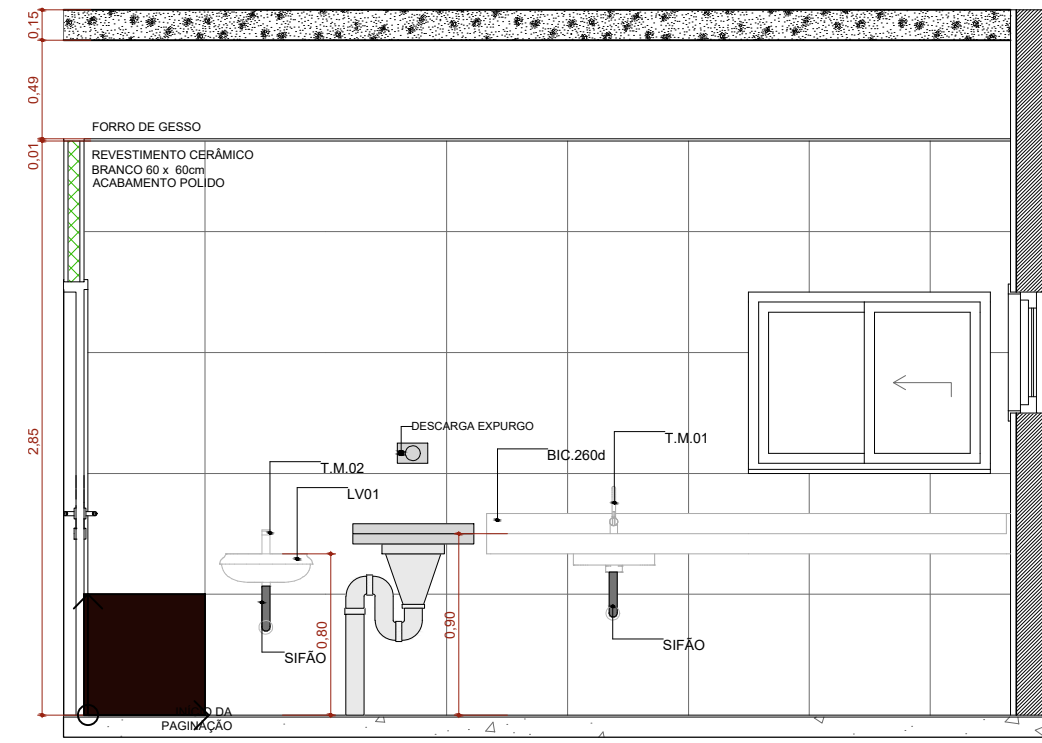 0,15
0,49
FORRO DE GESSO
0,01
REVESTIMENTO CERÂMICO
BRANCO 60 x 60cm
ACABAMENTO POLIDO
2,85
DESCARGA EXPURGO
T.M.01
BIC.260d
T.M.02
LV01
0,80
0,90
SIFÃO
SIFÃO
INÍCIO DA
PAGINAÇÃO